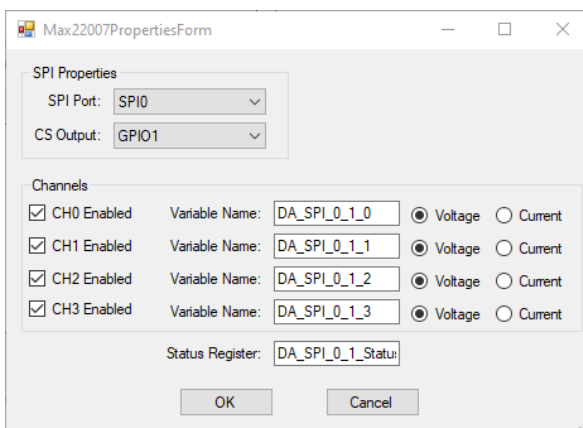 Max22007PropertiesForm
SPI Properties
SPI Port: SPI0
CS Output: GPIO1
Channels
CH0 Enabled Variable Name: DA_SPI_0_1_0 Voltage Current
CH1 Enabled Variable Name: DA_SPI_0_1_1 Voltage Current
CH2 Enabled Variable Name: DA_SPI_0_1_2 Voltage Current
CH3 Enabled Variable Name: DA_SPI_0_1_3 Voltage Current
Status Register: DA_SPI_0_1_Statu
OK Cancel